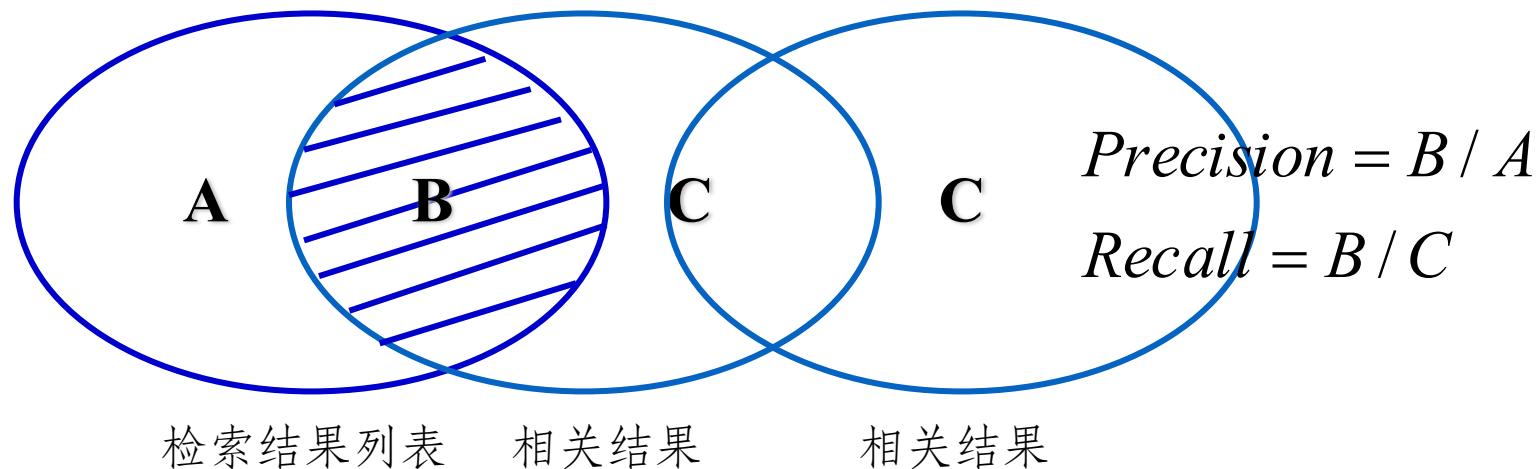 A B C C
Precision = B / A
Recall = B / C
检索结果列表 相关结果 相关结果